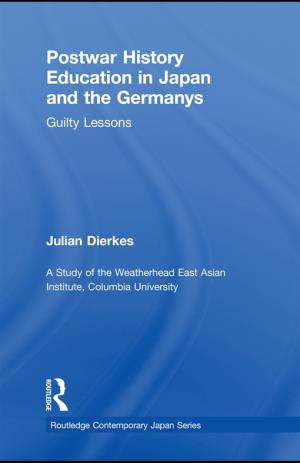 Postwar History
Education in Japan
and the Germanys
Guilty Lessons
Julian Dierkes
A Study of the Weatherhead East Asian
Institute, Columbia University
ROUTLEDGE
Routledge Contemporary Japan Series